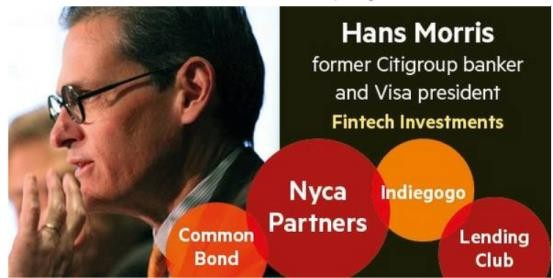 Hans Morris
former Citigroup banker
and Visa president
Fintech Investments
Nyca
Partners
Indiegogo
Common
Bond
Lending
Club